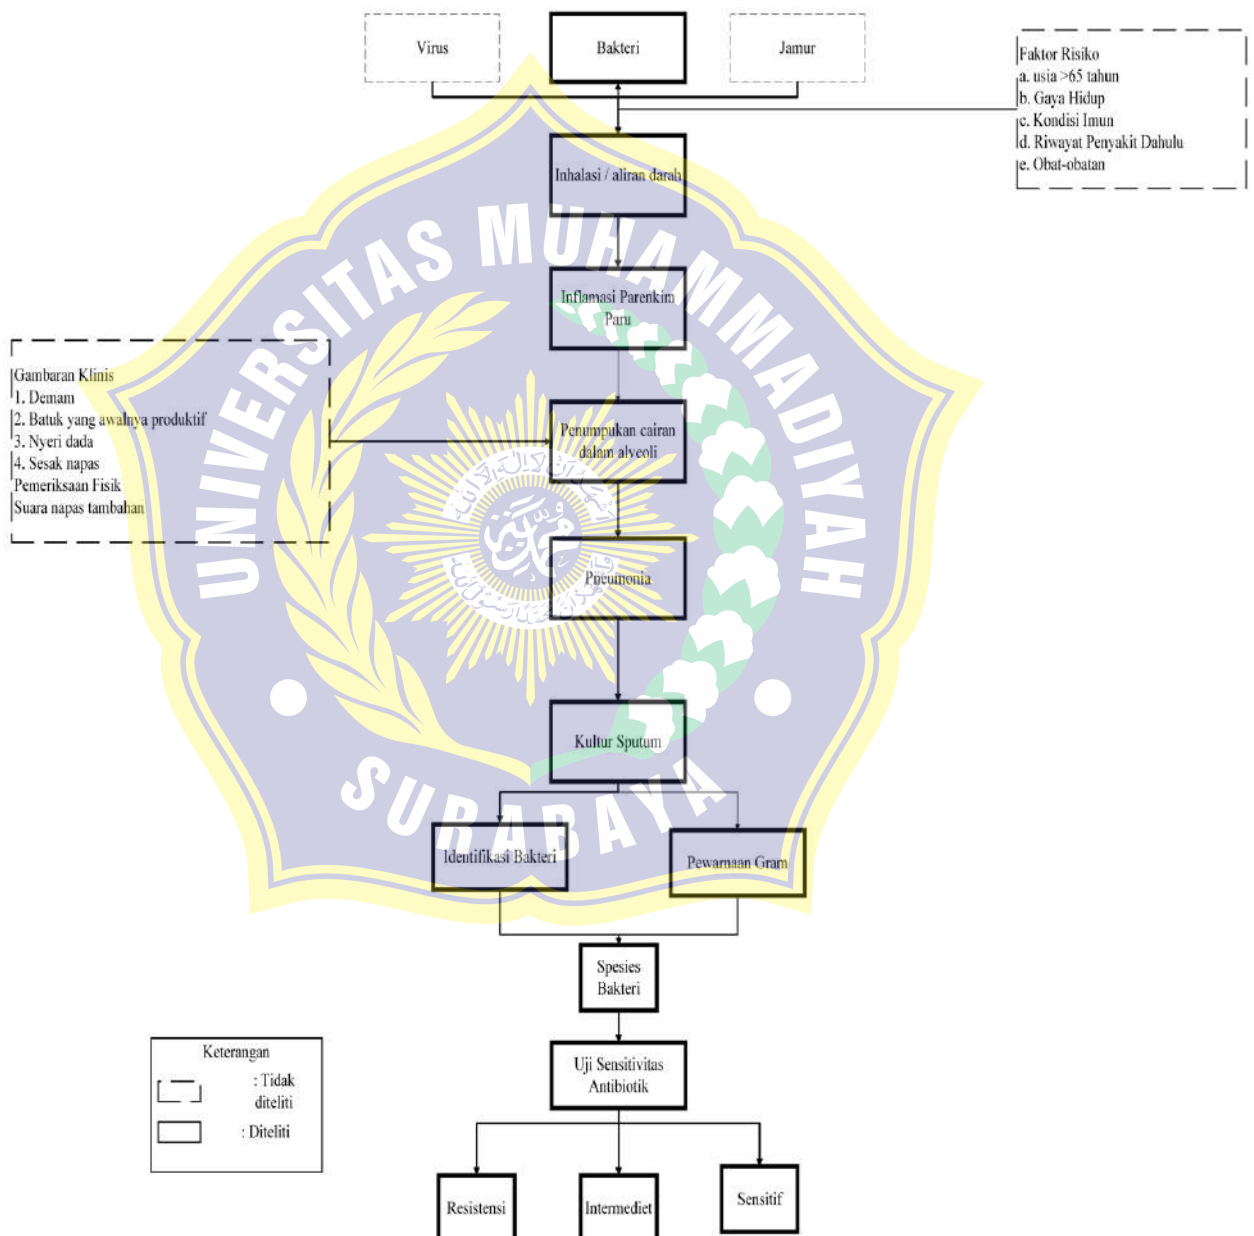 Virus
Bakteri
Jamur
Faktor Risiko
a. usia >65 tahun
b. Gaya Hidup
c. Kondisi Imun
d. Riwayat Penyakit Dahulu
e. Obat-obatan
Inhalasi / aliran darah
UNIVERSITAS MUHAMMADIYAH
Inflamasi Parenkim
Paru
Gambaran Klinis
1. Demam
2. Batuk yang awalnya produktif
3. Nyeri dada
4. Sesak napas
Pemeriksaan Fisik
Suara napas tambahan
Penumpukan cairan
dalam alveoli
Pneumonia
Kultur Sputum
SURABAYA
Identifikasi Bakteri
Pewarnaan Gram
Spesies
Bakteri
Keterangan
: Tidak
diteliti
: Diteliti
Uji Sensitivitas
Antibiotik
Resistensi
Intermediet
Sensitif